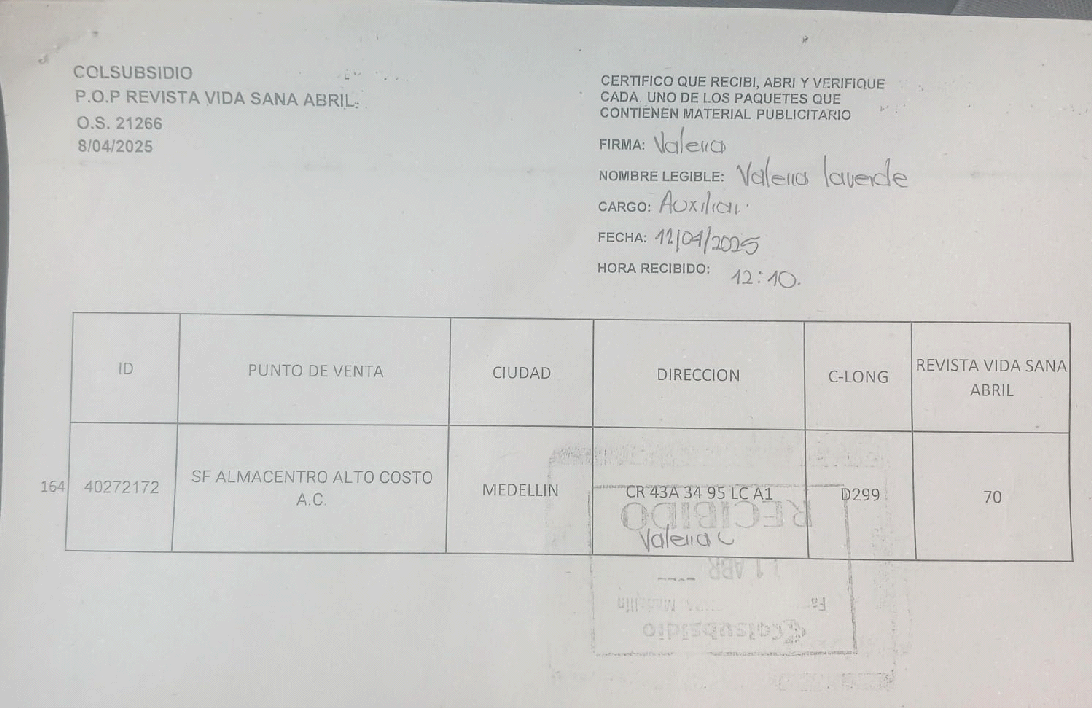 COLSUBSIDIO
P.O.P REVISTA VIDA SANA ABRIL.
O.S. 21266
8/04/2025
CERTIFICO QUE RECIBI, ABRI Y VERIFIQUE
CADA UNO DE LOS PAQUETES QUE
CONTIENEN MATERIAL PUBLICITARIO
FIRMA: Valeria
NOMBRE LEGIBLE: Valeria laverde
CARGO: Auxiliar.
FECHA: 11/04/2025
HORA RECIBIDO: 12:10.
ID PUNTO DE VENTA CIUDAD DIRECCION C-LONG REVISTA VIDA SANA
ABRIL
164 40272172 SF ALMACENTRO ALTO COSTO
A.C. MEDELLIN CR 43A 34 95 LC A1 D299 70
RECIBIDO
Valeria L
11 ABR
Colsubsidio